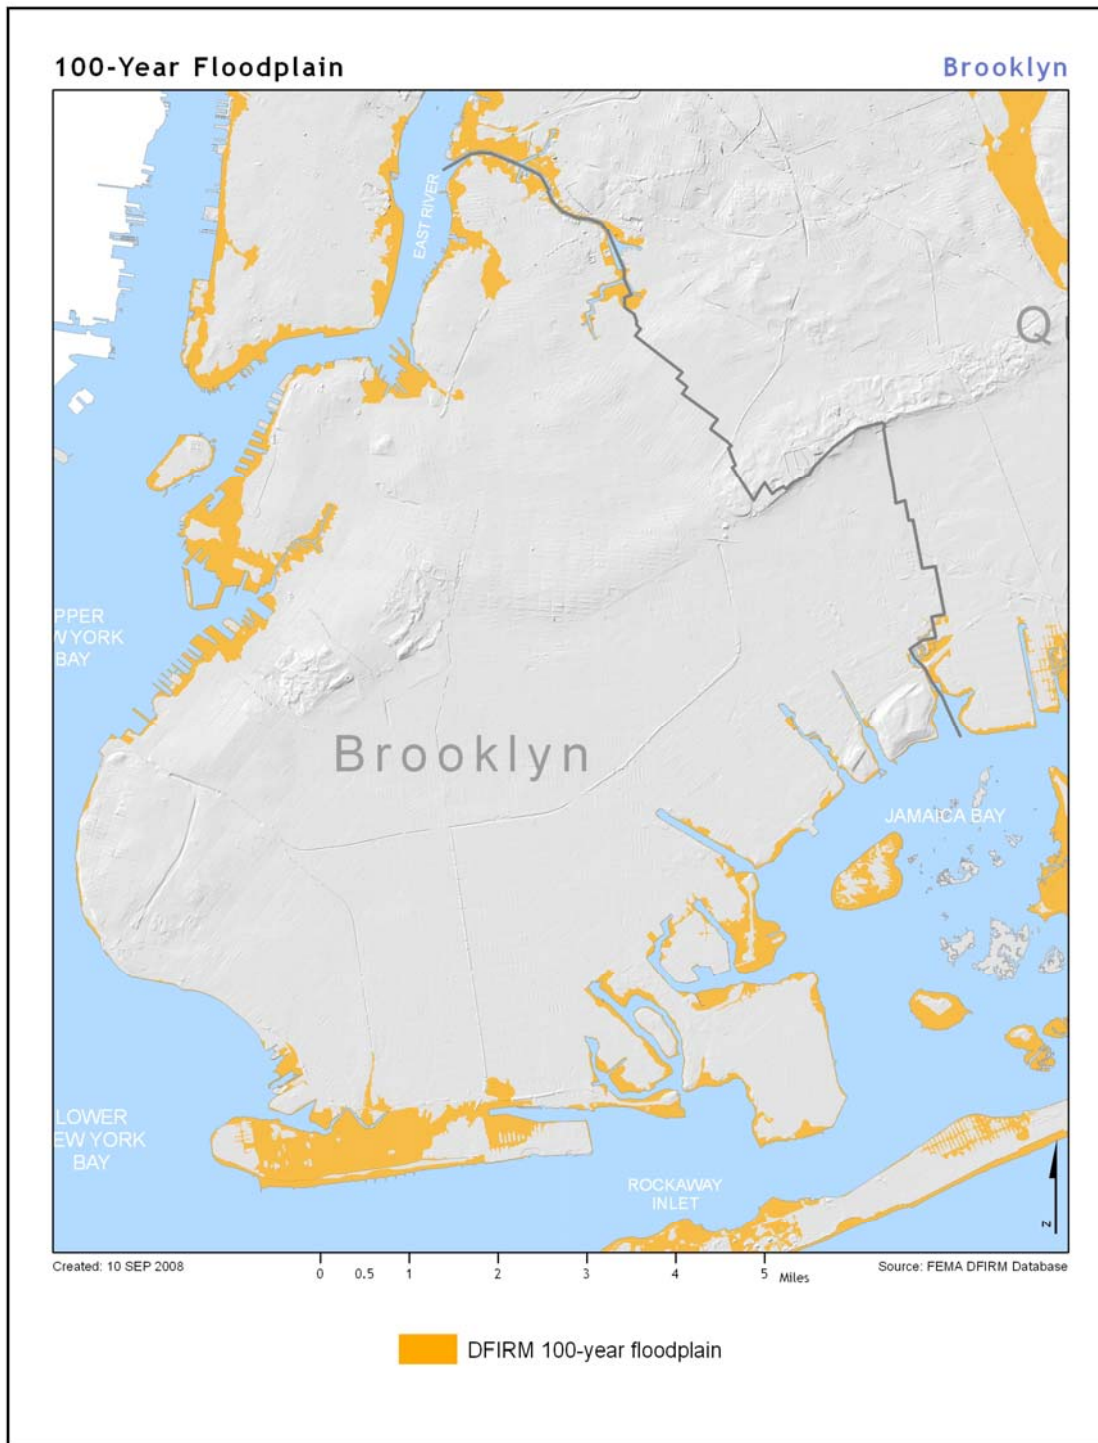 100-Year Floodplain
Brooklyn
EAST RIVER
Q
PPER
W YORK
BAY
Brooklyn
JAMAICA BAY
LOWER
EW YORK
BAY
ROCKAWAY
INLET
N
Created: 10 SEP 2008
0 0.5 1 2 3 4 5 Miles
Source: FEMA DFIRM Database
DFIRM 100-year floodplain